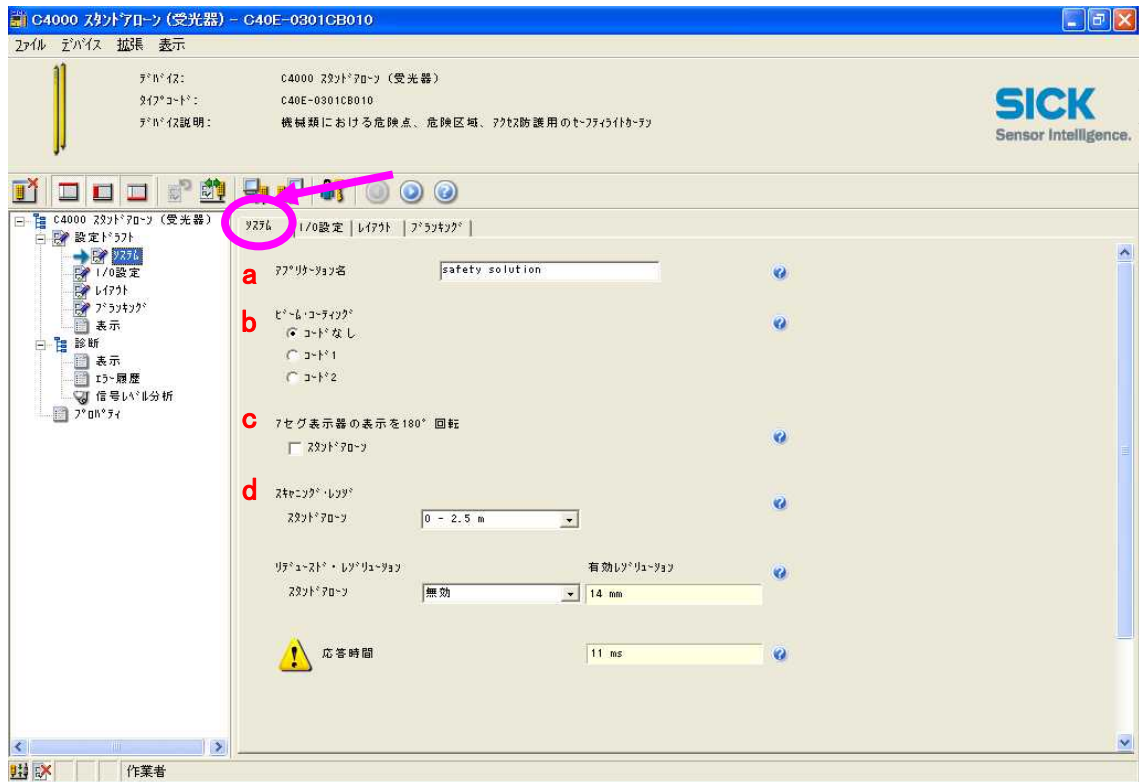 C4000 ｽﾀﾝﾄﾞｱﾛｰﾝ (受光器) - C40E-0301CB010
ﾌｧｲﾙ ﾃﾞﾊﾞｲｽ 拡張 表示
ﾃﾞﾊﾞｲｽ: C4000 ｽﾀﾝﾄﾞｱﾛｰﾝ (受光器)
ﾀｲﾌﾟｺｰﾄﾞ: C40E-0301CB010
ﾃﾞﾊﾞｲｽ説明: 機械類における危険点、危険区域、ｱｸｾｽ防護用のｾｰﾌﾃｨﾗｲﾄｶｰﾃﾝ
SICK
Sensor Intelligence.
C4000 ｽﾀﾝﾄﾞｱﾛｰﾝ (受光器)
設定ﾄﾞﾗﾌﾄ
ｼｽﾃﾑ
I/O設定
ﾚｲｱｳﾄ
ﾌﾞﾗﾝｷﾝｸﾞ
表示
診断
表示
ｴﾗｰ履歴
信号ﾚﾍﾞﾙ分析
ﾌﾟﾛﾊﾟﾃｨ
ｼｽﾃﾑ I/O設定 ﾚｲｱｳﾄ ﾌﾞﾗﾝｷﾝｸﾞ
a ｱﾌﾟﾘｹｰｼｮﾝ名 safety solution
b ﾋﾞｰﾑ･ｺｰﾃｨﾝｸﾞ
ｺｰﾄﾞなし
ｺｰﾄﾞ1
ｺｰﾄﾞ2
c 7セグ表示器の表示を180° 回転
ｽﾀﾝﾄﾞｱﾛｰﾝ
d ｽｷｬﾆﾝｸﾞ･ﾚﾝｼﾞ
ｽﾀﾝﾄﾞｱﾛｰﾝ 0 - 2.5 m
ﾘﾃﾞｭｰｽﾄﾞ・ﾚｿﾞﾘｭｰｼｮﾝ 有効ﾚｿﾞﾘｭｰｼｮﾝ
ｽﾀﾝﾄﾞｱﾛｰﾝ 無効 14 mm
応答時間 11 ms
作業者